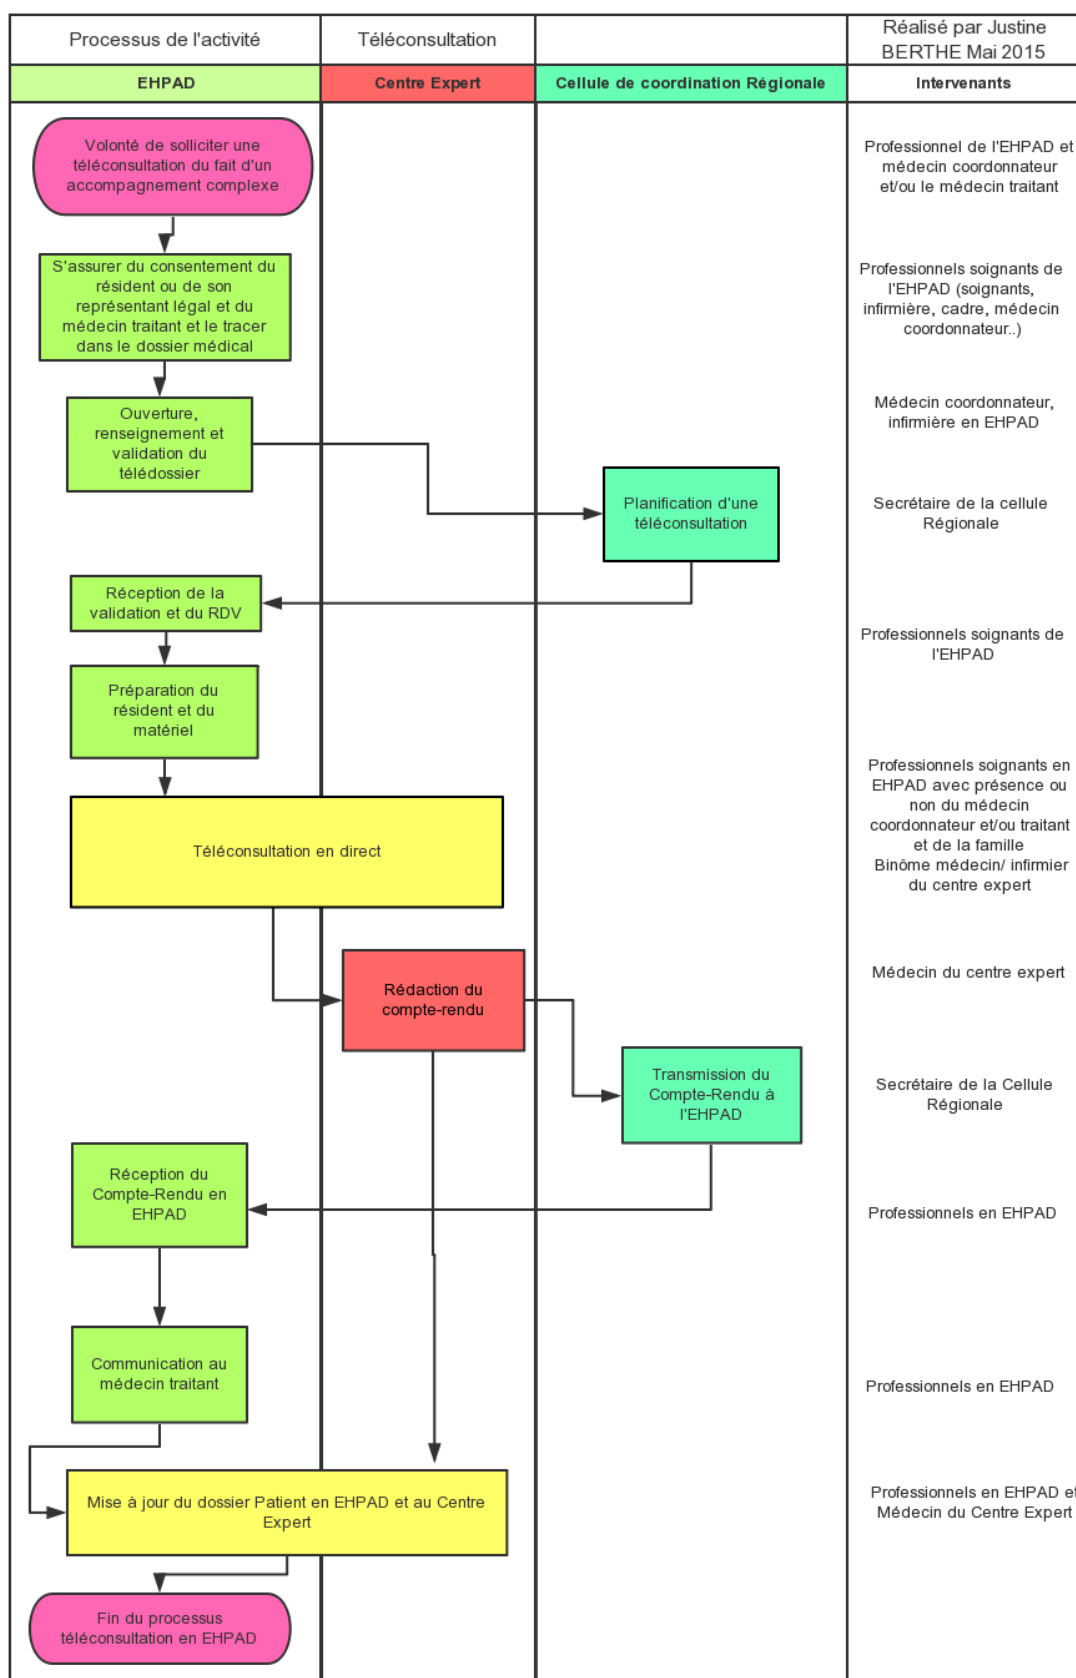 Processus de l'activité
Téléconsultation
Réalisé par Justine
BERTHE Mai 2015
EHPAD
Centre Expert
Cellule de coordination Régionale
Intervenants
Volonté de solliciter une
téléconsultation du fait d'un
accompagnement complexe
Professionnel de l'EHPAD et
médecin coordonnateur
et/ou le médecin traitant
S'assurer du consentement du
résident ou de son
représentant légal et du
médecin traitant et le tracer
dans le dossier médical
Professionnels soignants de
l'EHPAD (soignants,
infirmière, cadre, médecin
coordonnateur..)
Ouverture,
renseignement et
validation du
télédossier
Médecin coordonnateur,
infirmière en EHPAD
Planification d'une
téléconsultation
Secrétaire de la cellule
Régionale
Réception de la
validation et du RDV
Professionnels soignants de
l'EHPAD
Préparation du
résident et du
matériel
Téléconsultation en direct
Professionnels soignants en
EHPAD avec présence ou
non du médecin
coordonnateur et/ou traitant
et de la famille
Binôme médecin/ infirmier
du centre expert
Rédaction du
compte-rendu
Médecin du centre expert
Transmission du
Compte-Rendu à
l'EHPAD
Secrétaire de la Cellule
Régionale
Réception du
Compte-Rendu en
EHPAD
Professionnels en EHPAD
Communication au
médecin traitant
Professionnels en EHPAD
Mise à jour du dossier Patient en EHPAD et au Centre
Expert
Professionnels en EHPAD et
Médecin du Centre Expert
Fin du processus
téléconsultation en EHPAD